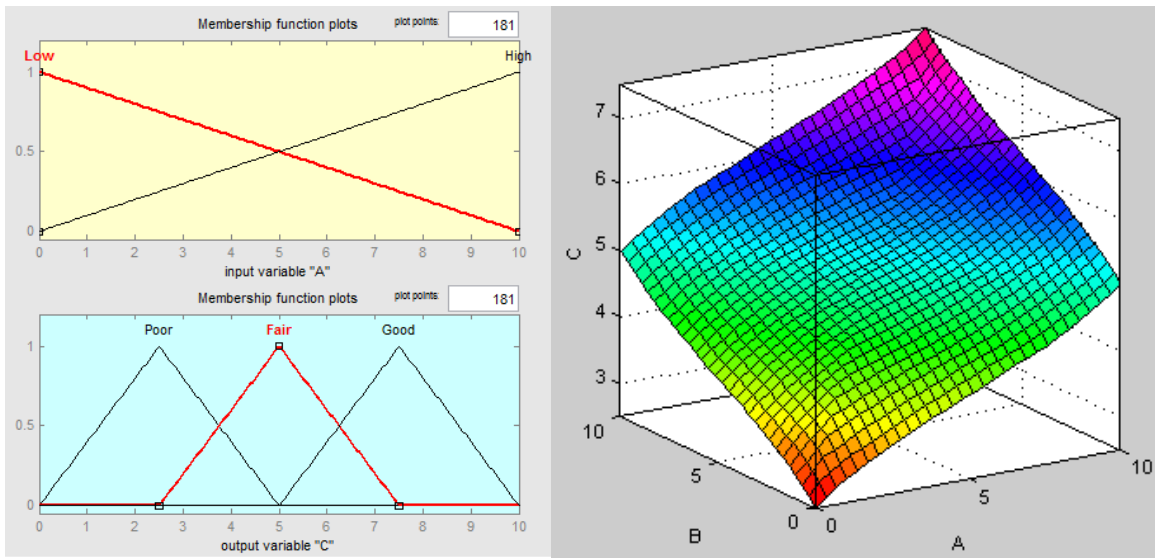 Membership function plots plot points: 181
Low High
1
0.5
0
0 1 2 3 4 5 6 7 8 9 10
input variable "A"
Membership function plots plot points: 181
Poor Fair Good
1
0.5
0
0 1 2 3 4 5 6 7 8 9 10
output variable "C"
7
6
5
4
3
C
10
5
0
B
0
5
10
A